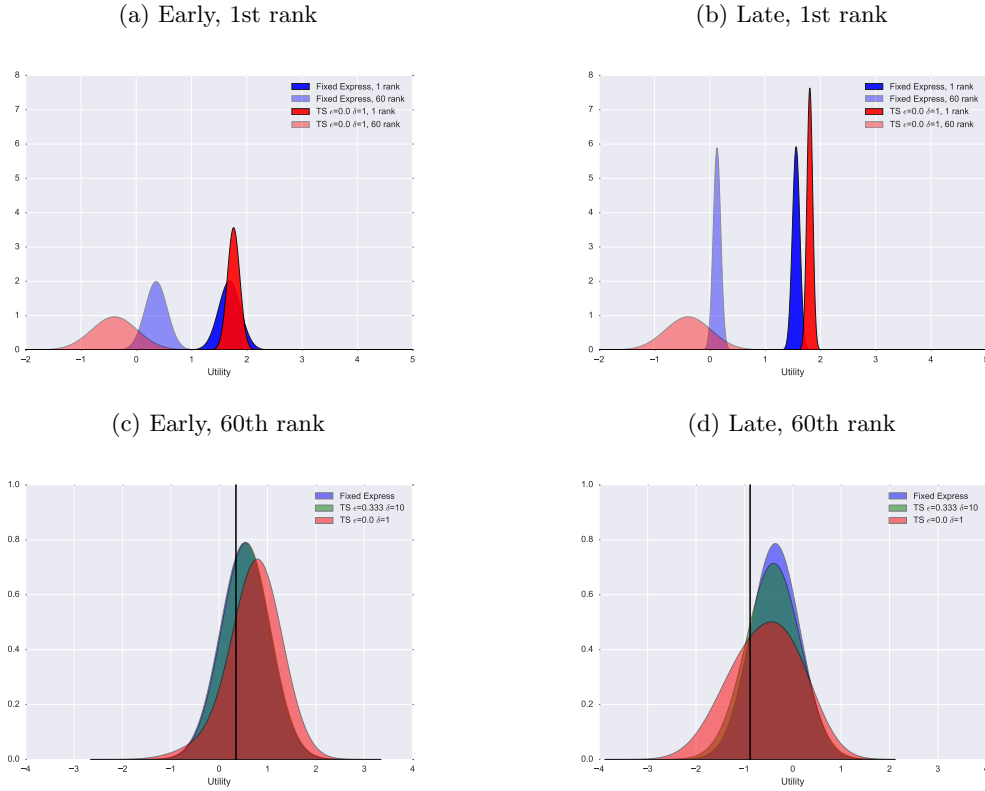 (a) Early, 1st rank
8
7
6
5
4
3
2
1
0
−2 −1 0 1 2 3 4 5
Utility
Fixed Express, 1 rank
Fixed Express, 60 rank
TS ϵ=0.0 δ=1, 1 rank
TS ϵ=0.0 δ=1, 60 rank
(b) Late, 1st rank
8
7
6
5
4
3
2
1
0
−2 −1 0 1 2 3 4 5
Utility
Fixed Express, 1 rank
Fixed Express, 60 rank
TS ϵ=0.0 δ=1, 1 rank
TS ϵ=0.0 δ=1, 60 rank
(c) Early, 60th rank
1.0
0.8
0.6
0.4
0.2
0.0
−4 −3 −2 −1 0 1 2 3 4
Utility
Fixed Express
TS ϵ=0.333 δ=10
TS ϵ=0.0 δ=1
(d) Late, 60th rank
1.0
0.8
0.6
0.4
0.2
0.0
−4 −3 −2 −1 0 1 2 3 4
Utility
Fixed Express
TS ϵ=0.333 δ=10
TS ϵ=0.0 δ=1